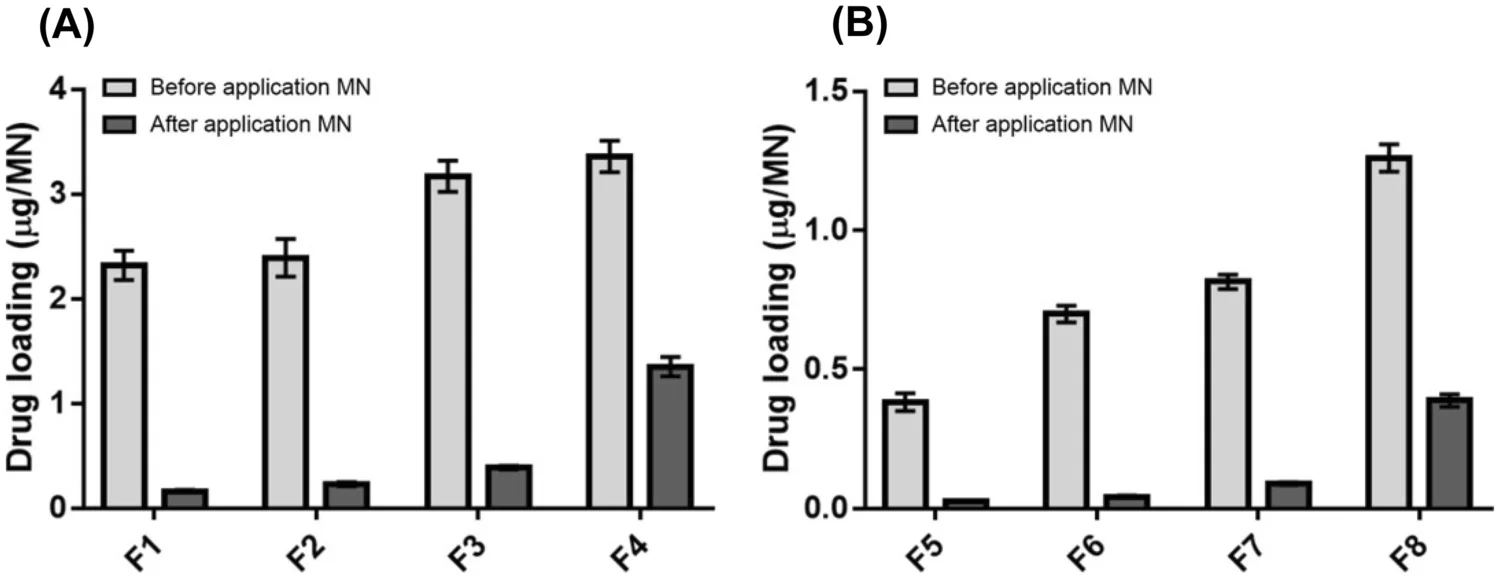 (A)
Before application MN
After application MN
Drug loading (μg/MN)
4
3
2
1
0
F1
F2
F3
F4
(B)
Before application MN
After application MN
Drug loading (μg/MN)
1.5
1.0
0.5
0.0
F5
F6
F7
F8